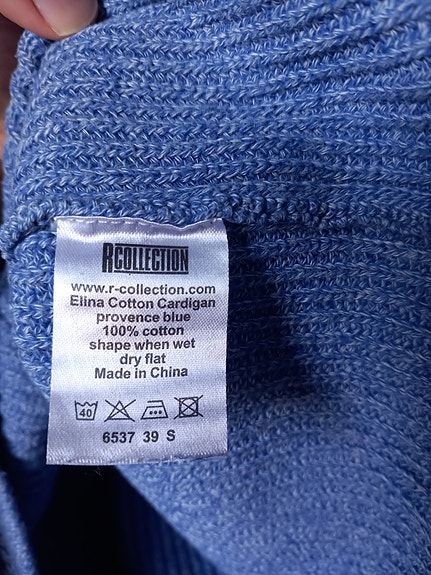 RCOLLECTION
www.r-collection.com
Elina Cotton Cardigan
provence blue
100% cotton
shape when wet
dry flat
Made in China
40
6537 39 S